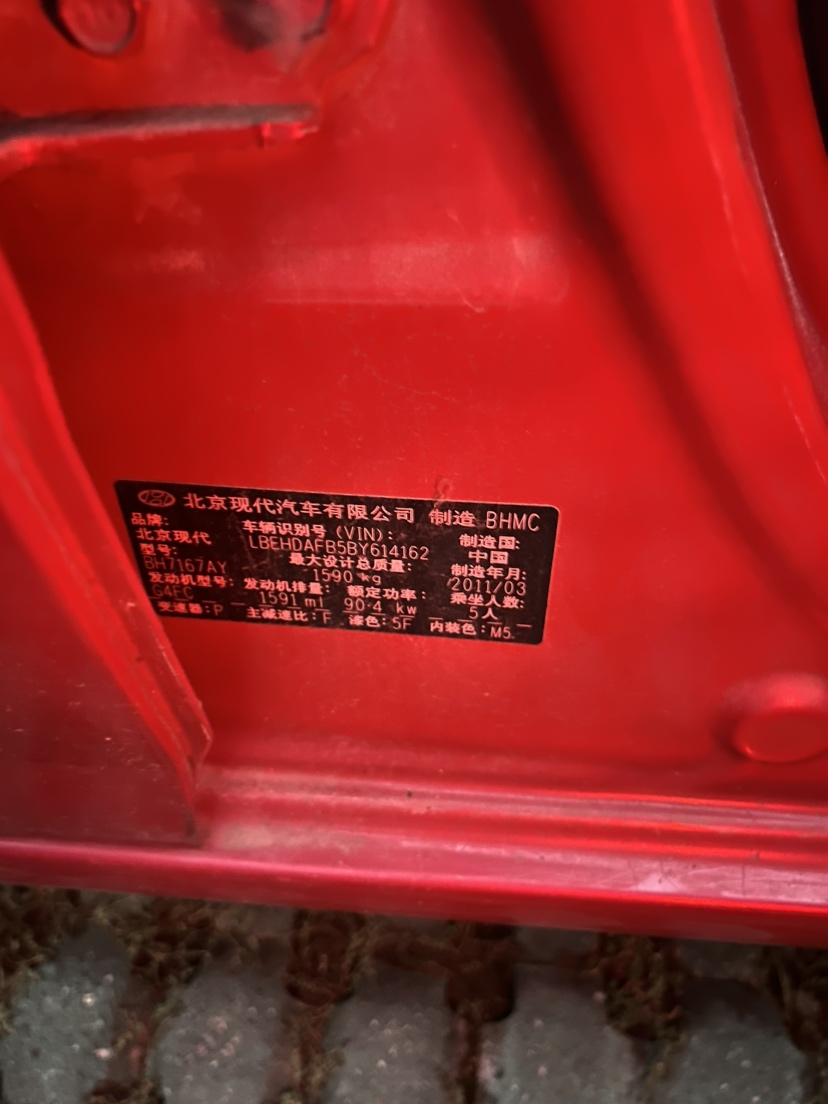 北京现代汽车有限公司 制造 BHMC
品牌: 车辆识别号(VIN): 制造国:
北京现代 LBEHDAFB5BY614162 中国
型号: 最大设计总质量: 制造年月:
BH7167AY 1590 kg 2011/03
发动机型号: 发动机排量: 额定功率: 乘坐人数:
G4EC 1591 ml 90.4 kw 5人
变速器:P 主减速比:F 漆色:5F 内装色:M5